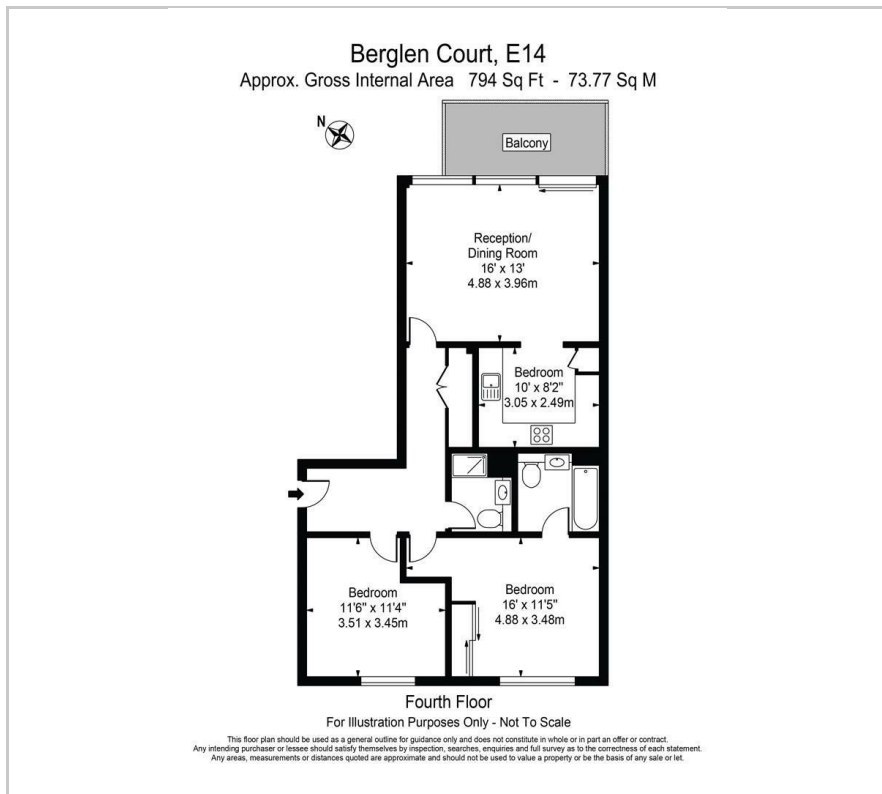 Berglen Court, E14
Approx. Gross Internal Area 794 Sq Ft - 73.77 Sq M
N
Balcony
Reception/
Dining Room
16' x 13'
4.88 x 3.96m
Bedroom
10' x 8'2"
3.05 x 2.49m
Bedroom
11'6" x 11'4"
3.51 x 3.45m
Bedroom
16' x 11'5"
4.88 x 3.48m
Fourth Floor
For Illustration Purposes Only - Not To Scale
This floor plan should be used as a general outline for guidance only and does not constitute in whole or in part an offer or contract.
Any intending purchaser or lessee should satisfy themselves by inspection, searches, enquiries and full survey as to the correctness of each statement.
Any areas, measurements or distances quoted are approximate and should not be used to value a property or be the basis of any sale or let.